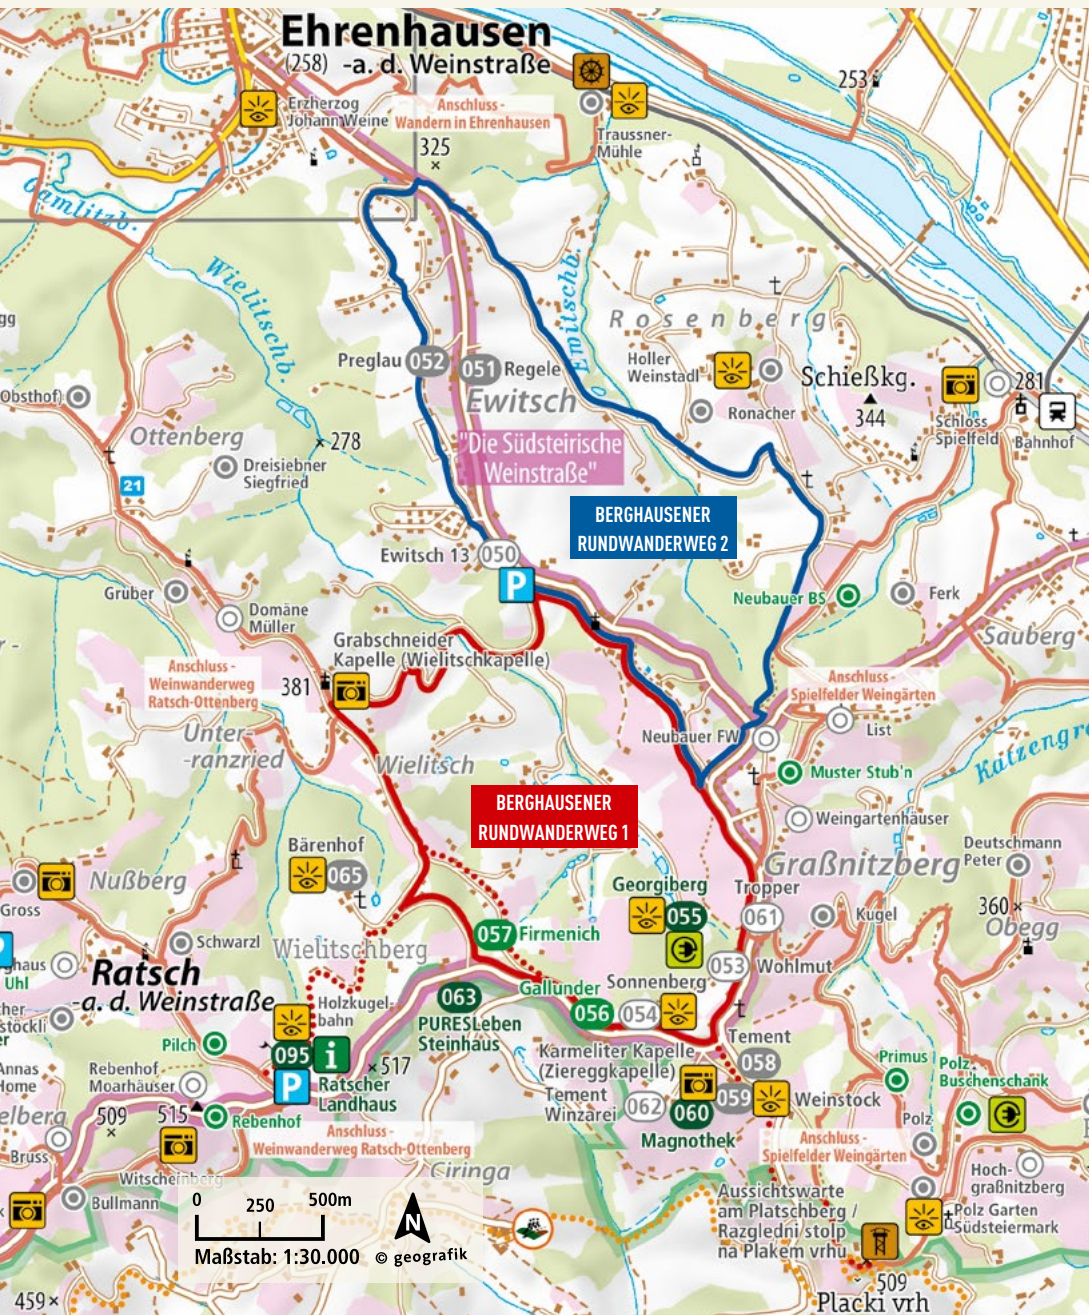 Ehrenhausen
(258) -a. d. Weinstraße
Erzherzog
Johann Weine
Anschluss -
Wandern in Ehrenhausen
325
Traussner-
Mühle
253
Gamlitzb.
Wielitschb.
Ewitschb.
Rosenberg
Preglau 052
051 Regele
Ewitsch
Holler
Weinstadl
Ronacher
Schießkg.
344
281
Schloss
Spielfeld
Bahnhof
Obsthof
Ottenberg
278
Dreisiebner
Siegfried
21
"Die Südsteirische
Weinstraße"
BERGHAUSENER
RUNDWANDERWEG 2
Ewitsch 13 050
P
Gruber
Domäne
Müller
Neubauer BS
Ferk
Sauberg
Grabschneider
Kapelle (Wielitschkapelle)
Anschluss -
Weinwanderweg
Ratsch-Ottenberg
381
Anschluss -
Spielfelder Weingärten
List
Unter-
-ranzried
Wielitsch
Neubauer FW
Muster Stub'n
Katzengr
BERGHAUSENER
RUNDWANDERWEG 1
Weingartenhäuser
Bärenhof
065
Graßnitzberg
Deutschmann
Peter
Nußberg
Gross
Georgiberg
055
Tropper
061
Kugel
360
Obegg
Schwarzl
Wielitschberg
057 Firmenich
053 Wohlmut
ghaus
Uhl
Ratsch
-a. d. Weinstraße
Gallunder
Sonnenberg
056
054
Holzkugel-
bahn
063
PURESLeben
Steinhaus
Tement
058
Pilch
095
i
517
Karmeliter Kapelle
(Ziereggkapelle)
Primus
Polz
Buschenschank
Rebenhof
Moarhäuser
P
Ratscher
Landhaus
Tement
Winzarei
062
060
059
Weinstock
Magnothek
Polz
509
515
Rebenhof
Anschluss -
Weinwanderweg Ratsch-Ottenberg
Anschluss -
Spielfelder Weingärten
Bruss
Witscheinberg
Ciringa
Hoch-
graßnitzberg
Bullmann
Aussichtswarte
am Platschberg /
Razgledni stolp
na Plakem vrhu
Polz Garten
Südsteiermark
0 250 500m
N
Maßstab: 1:30.000 © geografik
459
509
Placki vrh